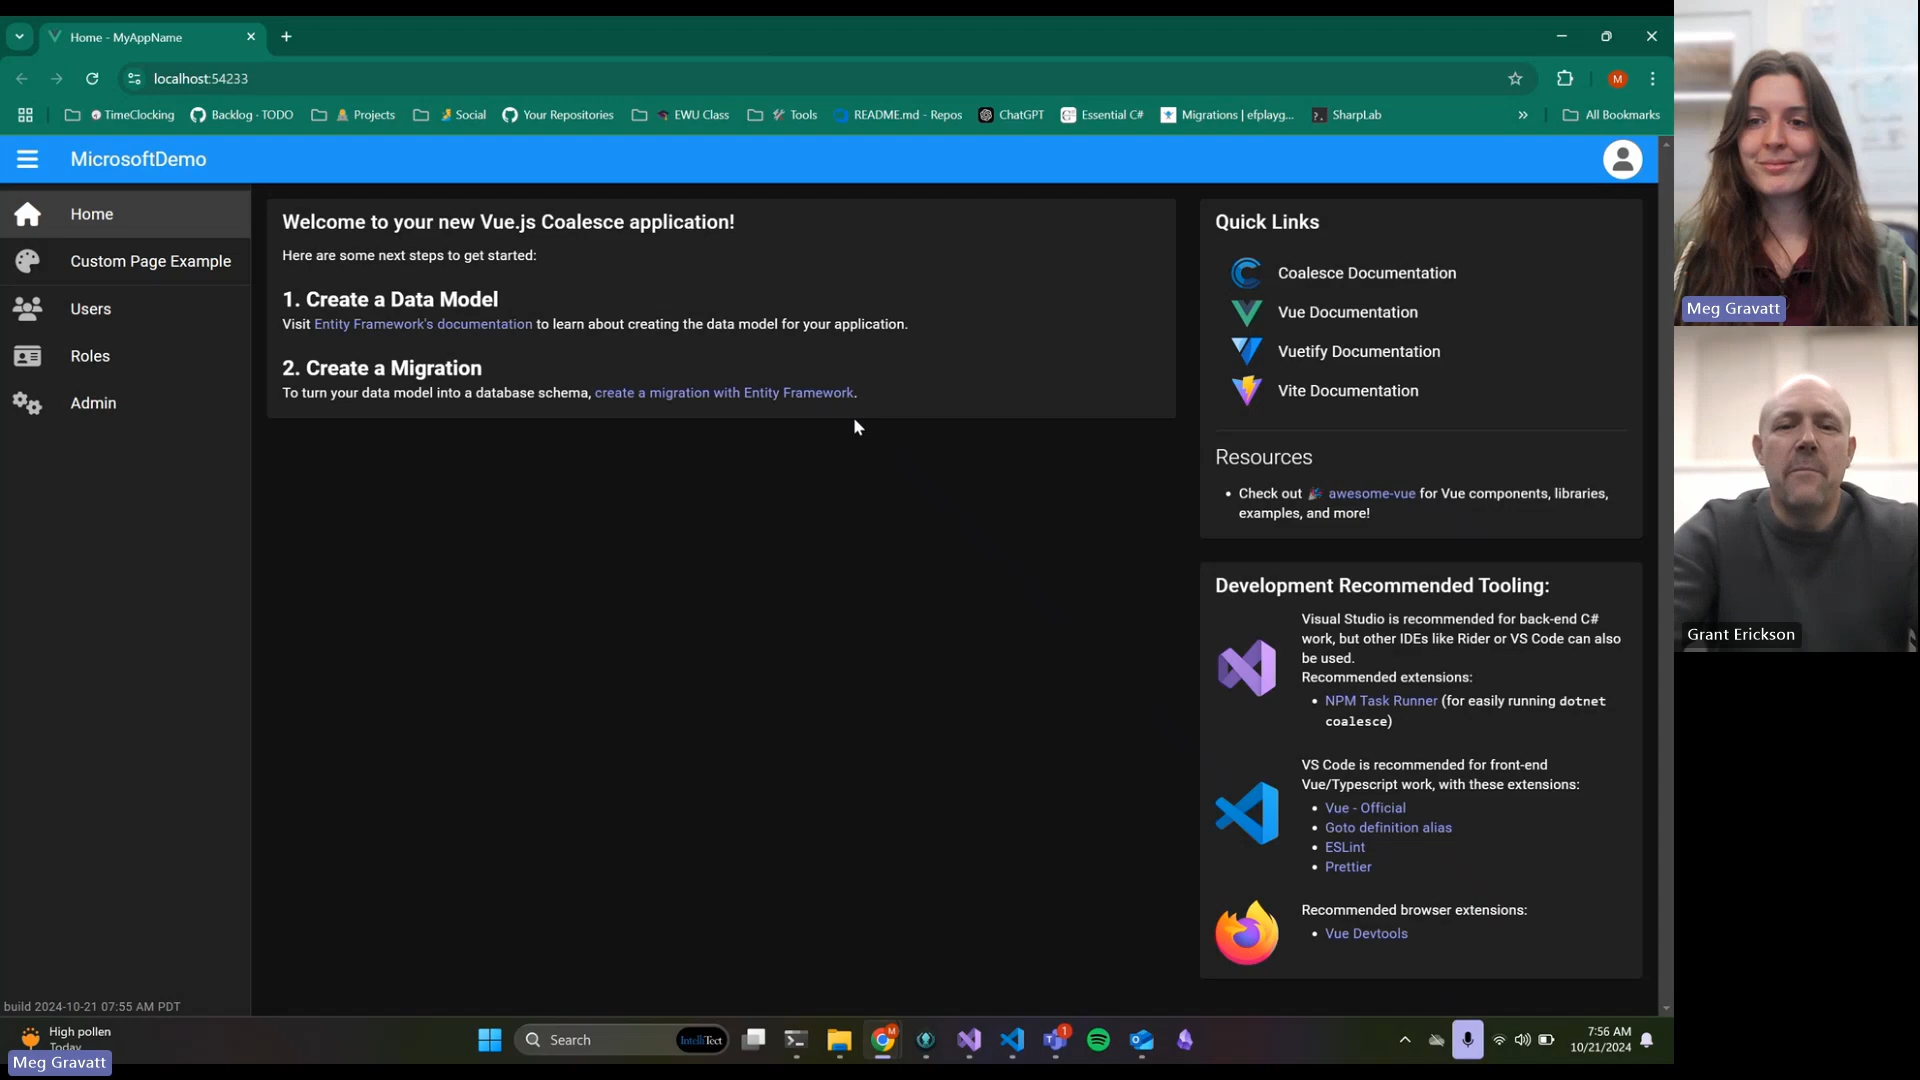 Home - MyAppName
localhost:54233
M
TimeClocking
Backlog · TODO
Projects
Social
Your Repositories
EWU Class
Tools
README.md - Repos
ChatGPT
Essential C#
Migrations | efplayg...
SharpLab
»
All Bookmarks
MicrosoftDemo
Home
Custom Page Example
Users
Roles
Admin
build 2024-10-21 07:55 AM PDT
Welcome to your new Vue.js Coalesce application!
Here are some next steps to get started:
1. Create a Data Model
Visit Entity Framework's documentation to learn about creating the data model for your application.
2. Create a Migration
To turn your data model into a database schema, create a migration with Entity Framework.
Quick Links
Coalesce Documentation
Vue Documentation
Vuetify Documentation
Vite Documentation
Resources
• Check out 🎉 awesome-vue for Vue components, libraries,
examples, and more!
Development Recommended Tooling:
Visual Studio is recommended for back-end C#
work, but other IDEs like Rider or VS Code can also
be used.
Recommended extensions:
• NPM Task Runner (for easily running dotnet
coalesce)
VS Code is recommended for front-end
Vue/Typescript work, with these extensions:
• Vue - Official
• Goto definition alias
• ESLint
• Prettier
Recommended browser extensions:
• Vue Devtools
Meg Gravatt
Grant Erickson
High pollen
Today
Meg Gravatt
Search
IntelliTect
M
1
7:56 AM
10/21/2024